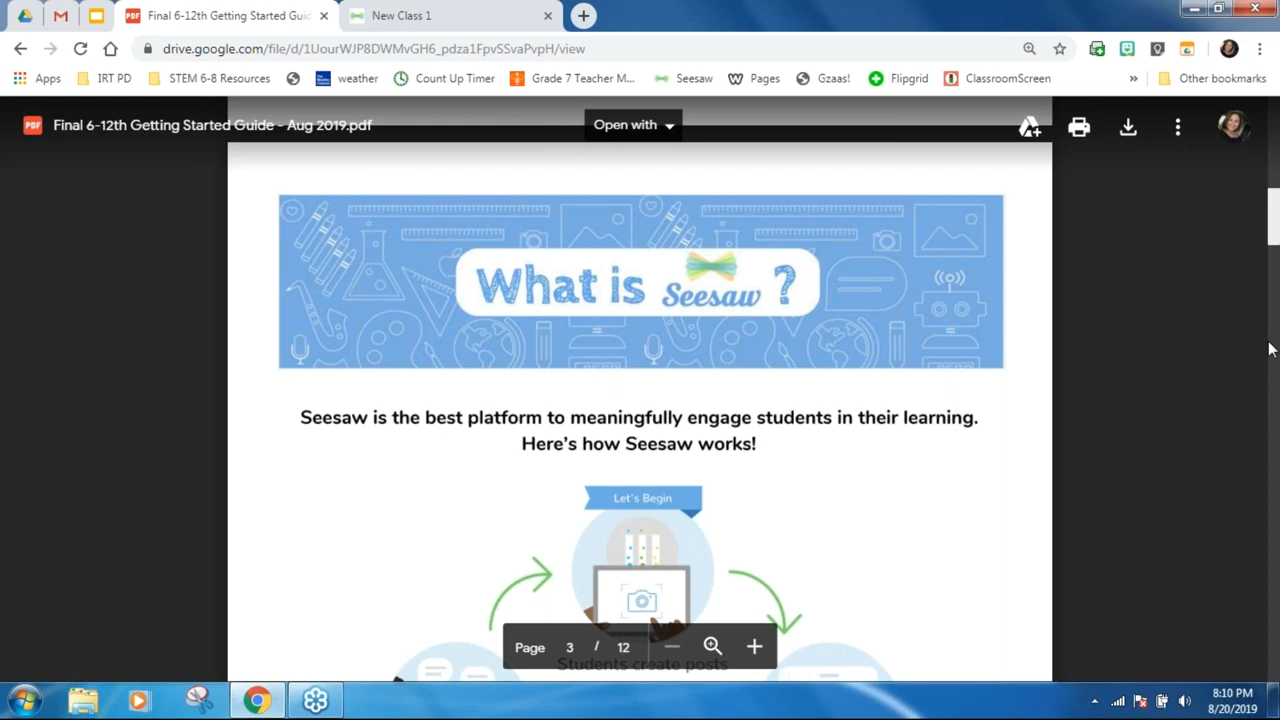 Final 6-12th Getting Started Gui
New Class 1
drive.google.com/file/d/1UourWJP8DWMvGH6_pdza1FpvSSvaPvpH/view
Apps
IRT PD
STEM 6-8 Resources
weather
Count Up Timer
Grade 7 Teacher M...
Seesaw
Pages
Gzaas!
Flipgrid
ClassroomScreen
»
Other bookmarks
PDF
Final 6-12th Getting Started Guide - Aug 2019.pdf
Open with
What is Seesaw ?
Seesaw is the best platform to meaningfully engage students in their learning.
Here's how Seesaw works!
Let's Begin
Page 3 / 12
Students create posts
8:10 PM
8/20/2019